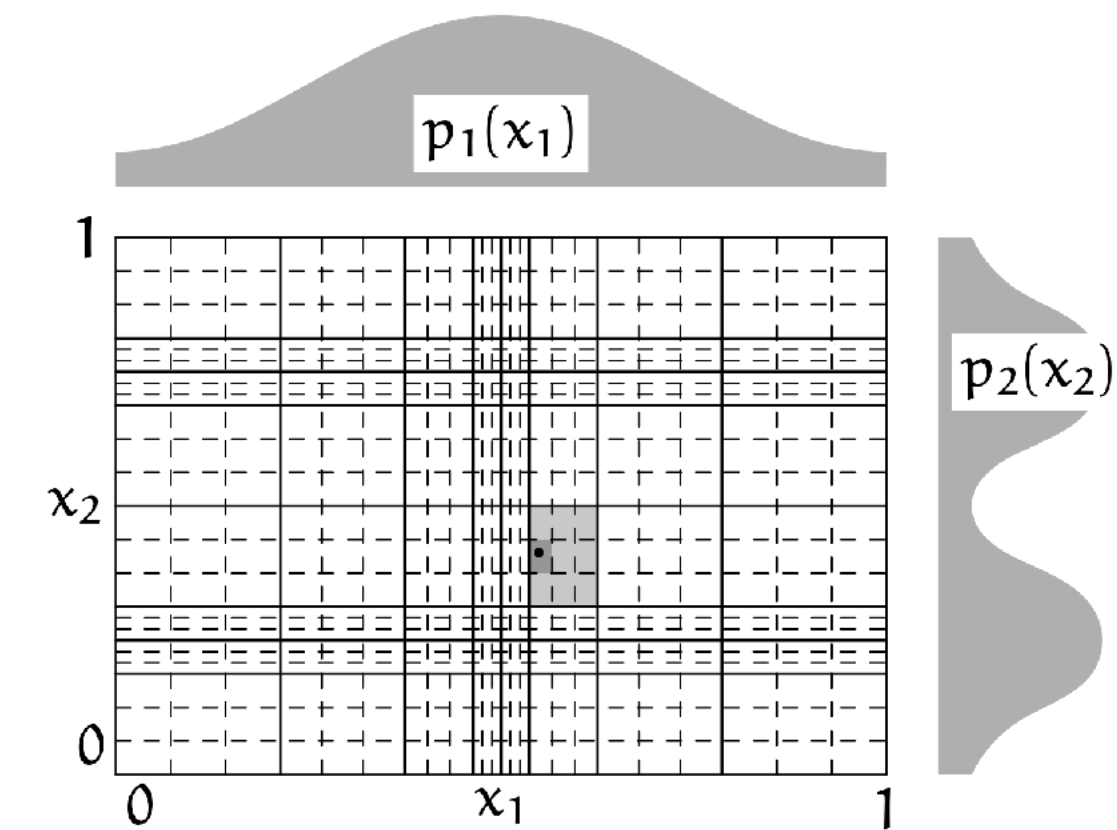 p₁(x₁)
1
p₂(x₂)
x₂
0
0 x₁ 1